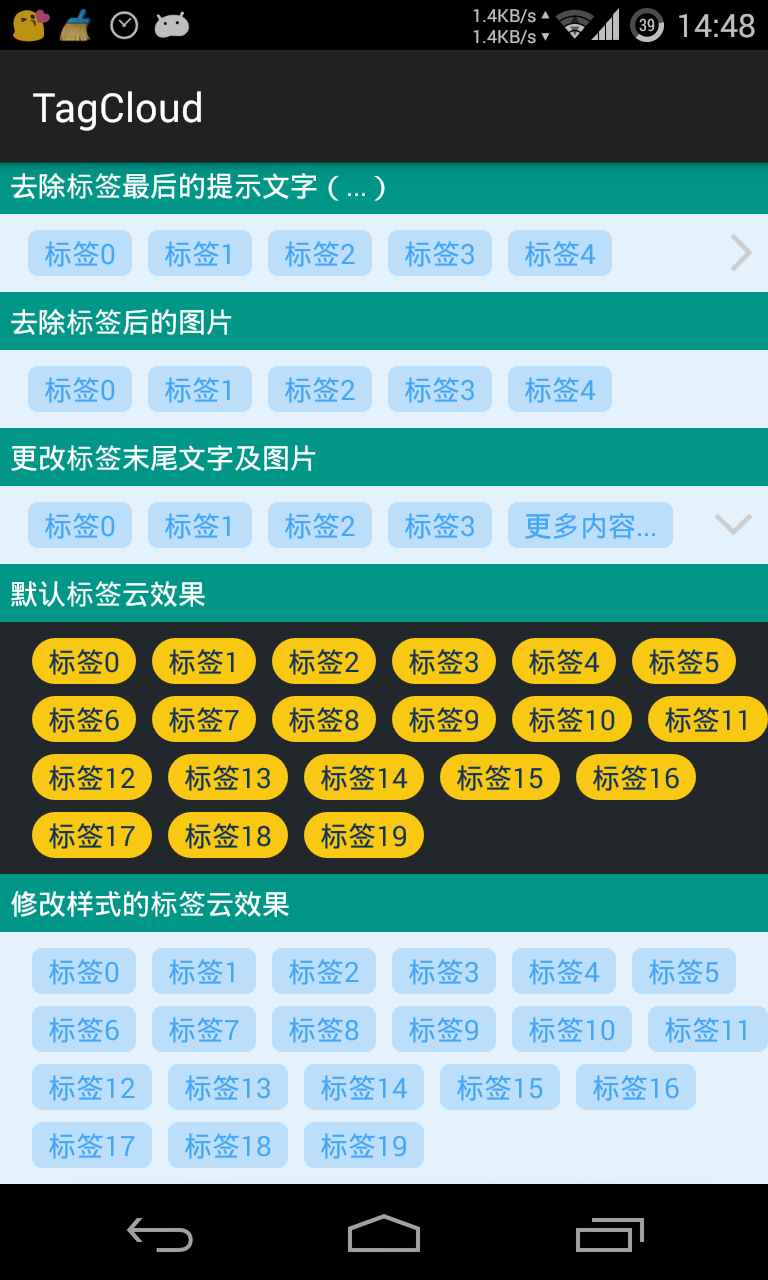 1.4KB/s ▲
1.4KB/s ▼
39 14:48
TagCloud
去除标签最后的提示文字（...）
标签0 标签1 标签2 标签3 标签4
去除标签后的图片
标签0 标签1 标签2 标签3 标签4
更改标签末尾文字及图片
标签0 标签1 标签2 标签3 更多内容...
默认标签云效果
标签0 标签1 标签2 标签3 标签4 标签5
标签6 标签7 标签8 标签9 标签10 标签11
标签12 标签13 标签14 标签15 标签16
标签17 标签18 标签19
修改样式的标签云效果
标签0 标签1 标签2 标签3 标签4 标签5
标签6 标签7 标签8 标签9 标签10 标签11
标签12 标签13 标签14 标签15 标签16
标签17 标签18 标签19